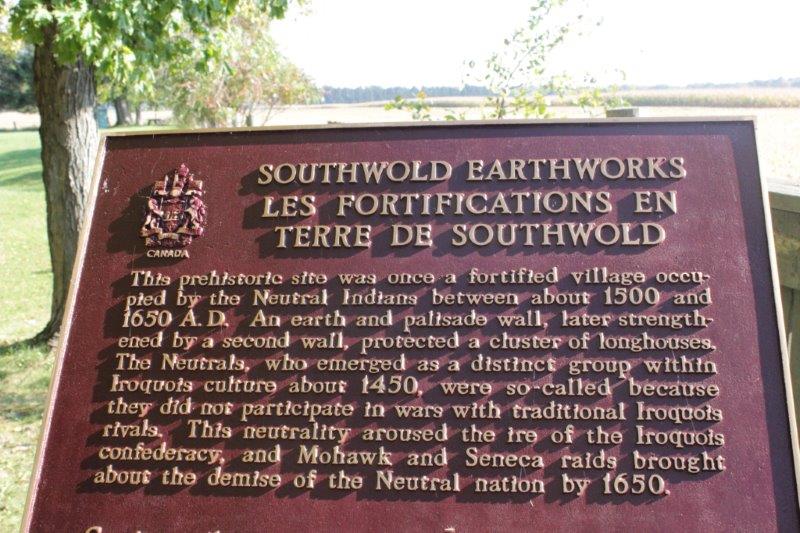 SOUTHWOLD EARTHWORKS
LES FORTIFICATIONS EN
TERRE DE SOUTHWOLD
CANADA
This prehistoric site was once a fortified village occu-
pied by the Neutral Indians between about 1500 and
1650 A.D. An earth and palisade wall, later strength-
ened by a second wall, protected a cluster of longhouses.
The Neutrals, who emerged as a distinct group within
Iroquois culture about 1450, were so-called because
they did not participate in wars with traditional Iroquois
rivals. This neutrality aroused the ire of the Iroquois
confederacy, and Mohawk and Seneca raids brought
about the demise of the Neutral nation by 1650.